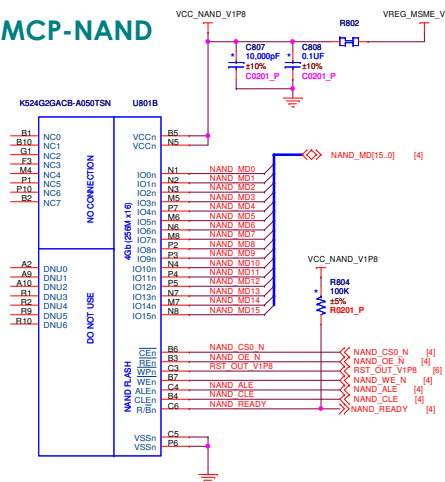 MCP-NAND
VCC_NAND_V1P8
R802
VREG_MSME_V
C807
10,000pF
±10%
C0201_P
C808
0.1UF
±10%
C0201_P
K524G2GACB-A050TSN
U801B
B1 NC0
B10 NC1
G1 NC2
F3 NC3
M4 NC4
P1 NC5
P10 NC6
B2 NC7
NO CONNECTION
A2 DNU0
A9 DNU1
A10 DNU2
R1 DNU3
R2 DNU4
R9 DNU5
R10 DNU6
DO NOT USE
4Gb (256M x16)
NAND FLASH
VCCn B5
VCCn N5
IO0n N1 NAND_MD0
IO1n N2 NAND_MD1
IO2n N3 NAND_MD2
IO3n M5 NAND_MD3
IO4n P7 NAND_MD4
IO5n M6 NAND_MD5
IO6n N6 NAND_MD6
IO7n M8 NAND_MD7
IO8n P2 NAND_MD8
IO9n P3 NAND_MD9
IO10n N4 NAND_MD10
IO11n P4 NAND_MD11
IO12n P5 NAND_MD12
IO13n N7 NAND_MD13
IO14n M7 NAND_MD14
IO15n N8 NAND_MD15
NAND_MD[15..0] [4]
VCC_NAND_V1P8
R804
100K
±5%
R0201_P
CEn B6 NAND_CS0_N
REn B3 NAND_OE_N
WPn C3 RST_OUT_V1P8
WEn B7
ALEn C4 NAND_ALE
CLEn B4 NAND_CLE
R/Bn C6 NAND_READY
NAND_CS0_N [4]
NAND_OE_N [4]
RST_OUT_V1P8 [6]
NAND_WE_N [4]
NAND_ALE [4]
NAND_CLE [4]
NAND_READY [4]
VSSn C5
VSSn P6